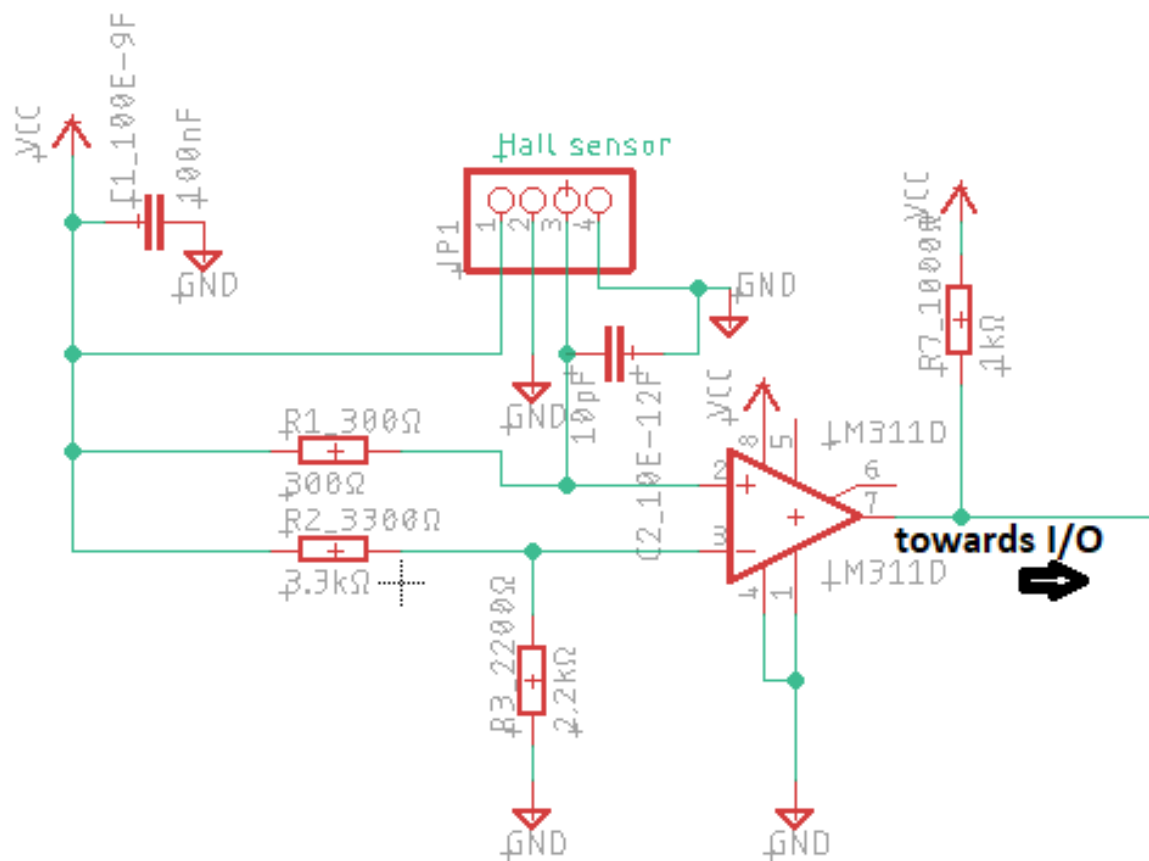 C1_100E-9F
100nF
VCC
GND
Hall sensor
JP1
1
2
3
4
GND
GND
10pF
C2_10E-12F
VCC
R7_1000Ω
1kΩ
VCC
R1_300Ω
300Ω
R2_3300Ω
3.3kΩ
R3_2200Ω
2.2kΩ
GND
LM311D
8
5
2
+
6
7
3
-
4
1
LM311D
GND
towards I/O